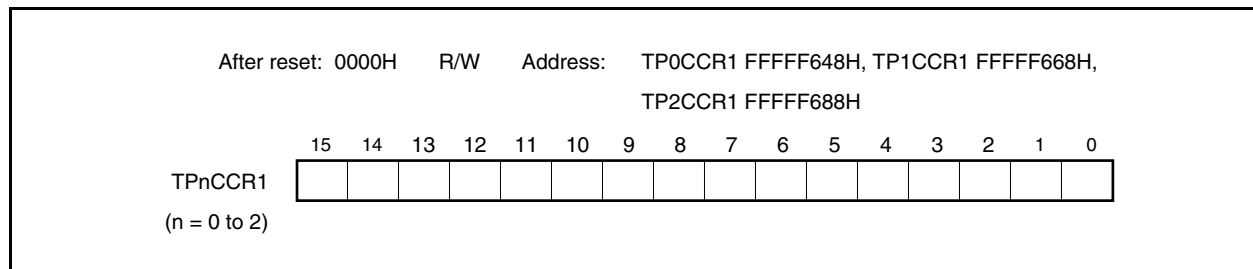 After reset: 0000H R/W Address: TP0CCR1 FFFFF648H, TP1CCR1 FFFFF668H,
TP2CCR1 FFFFF688H
15 14 13 12 11 10 9 8 7 6 5 4 3 2 1 0
TPnCCR1
(n = 0 to 2)